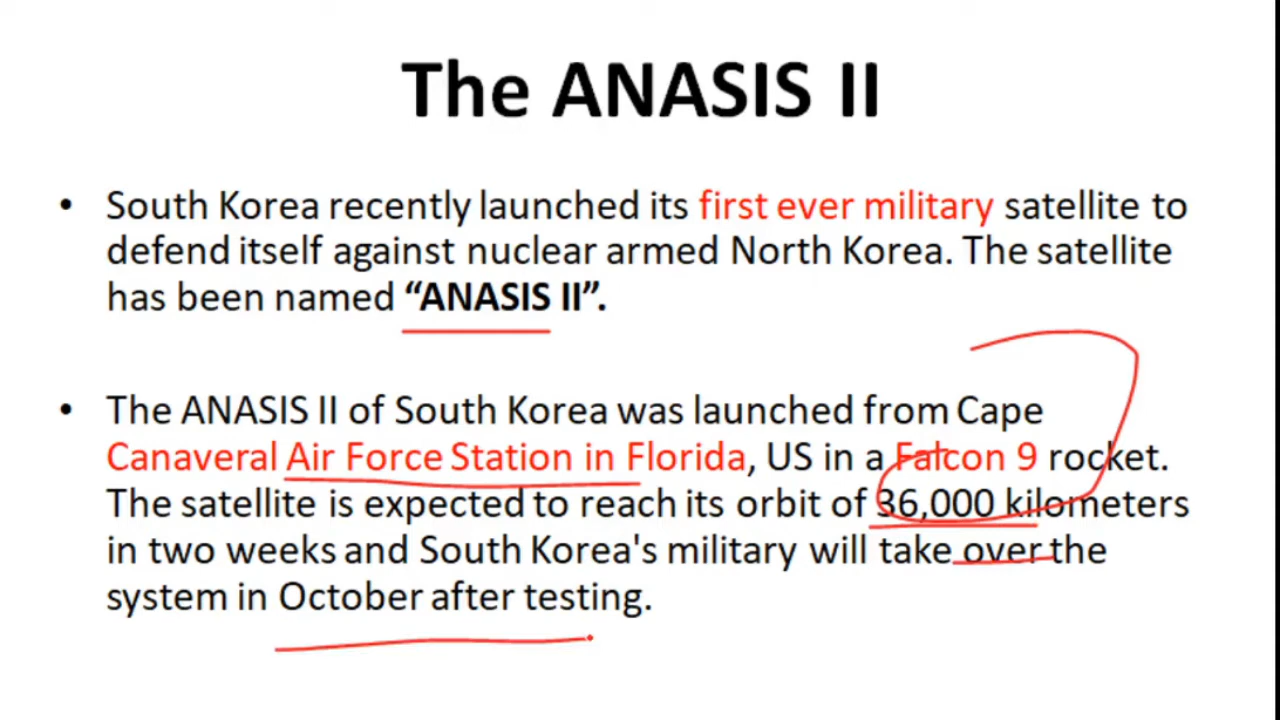 The ANASIS II
• South Korea recently launched its first ever military satellite to
defend itself against nuclear armed North Korea. The satellite
has been named “ANASIS II”.
• The ANASIS II of South Korea was launched from Cape
Canaveral Air Force Station in Florida, US in a Falcon 9 rocket.
The satellite is expected to reach its orbit of 36,000 kilometers
in two weeks and South Korea's military will take over the
system in October after testing.